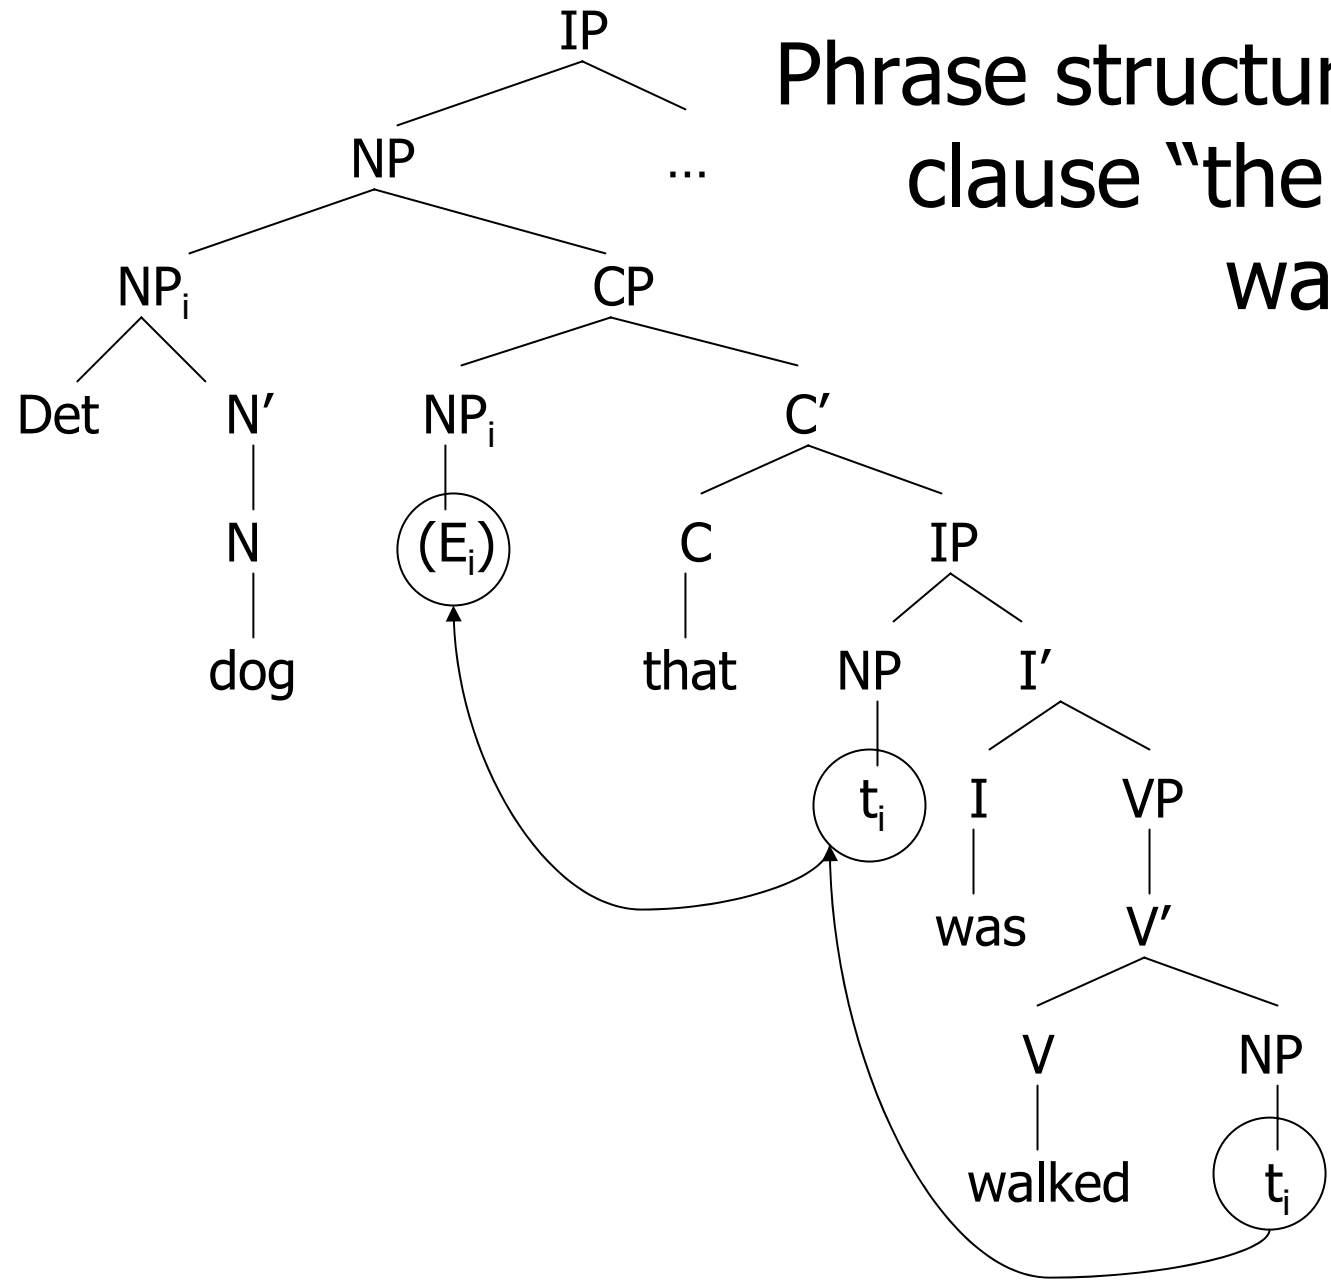 IP
Phrase structur
clause “the
wa
NP ...
NPi CP
Det N′ NPi C′
N (Ei) C IP
dog that NP I′
ti I VP
was V′
V NP
walked ti